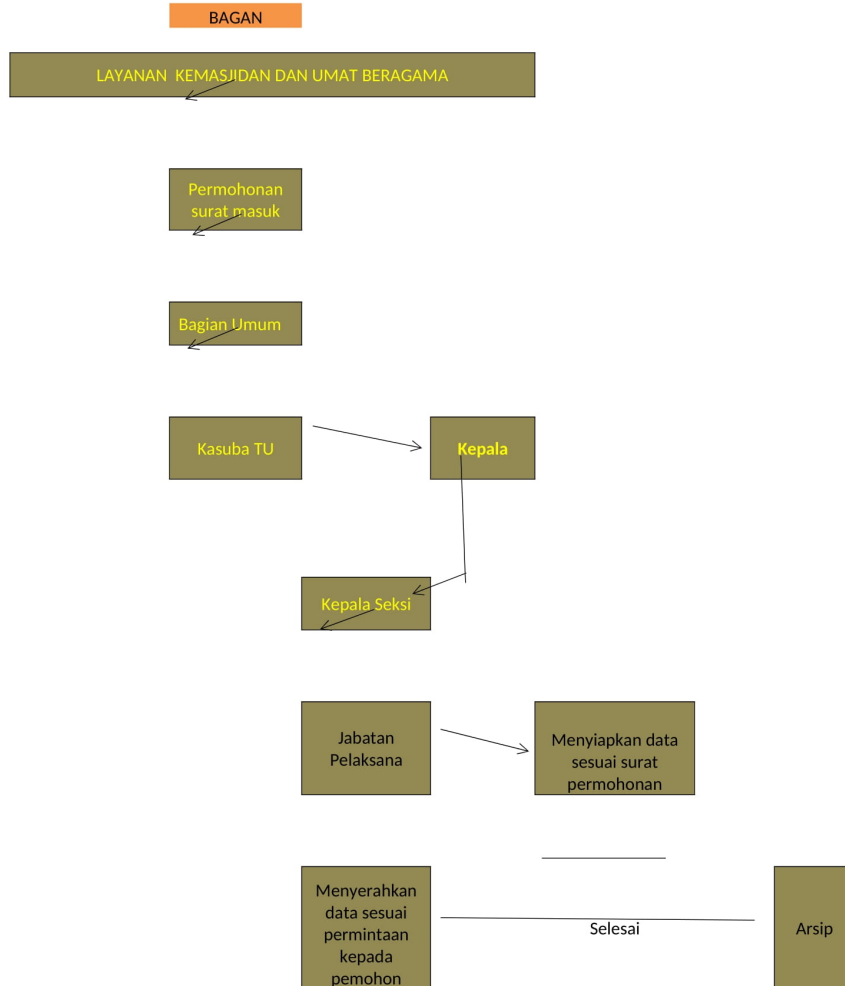 BAGAN
LAYANAN KEMASJIDAN DAN UMAT BERAGAMA
Permohonan
surat masuk
Bagian Umum
Kasuba TU
Kepala
Kepala Seksi
Jabatan
Pelaksana
Menyiapkan data
sesuai surat
permohonan
Menyerahkan
data sesuai
permintaan
kepada
pemohon
Selesai
Arsip